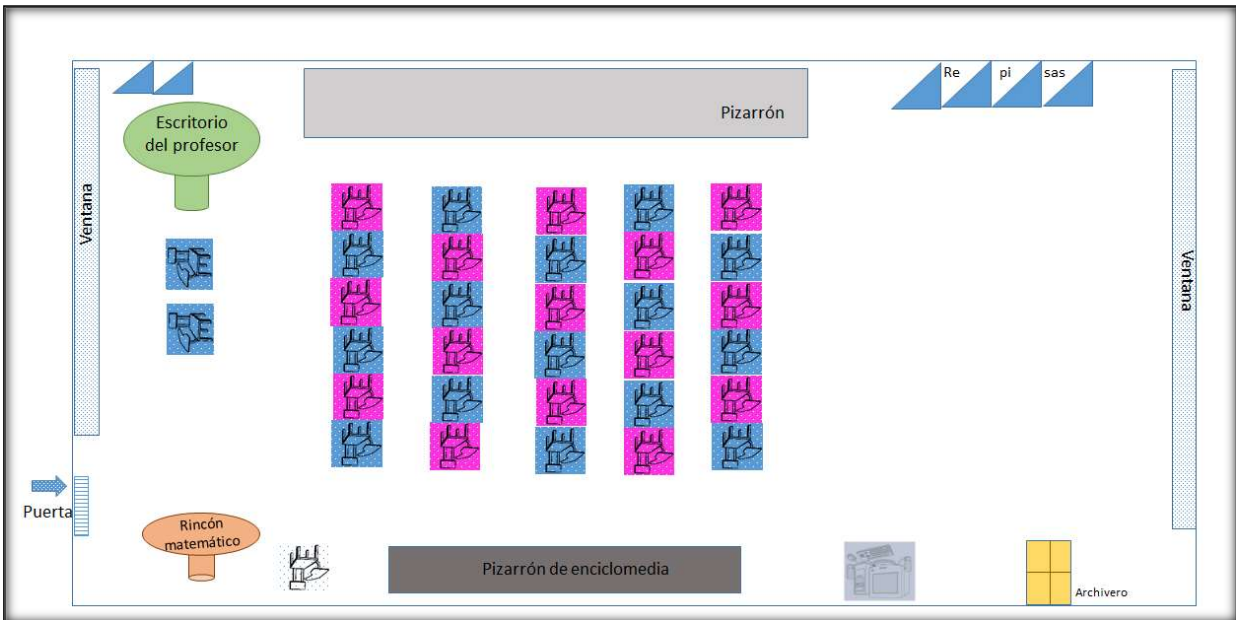 Re pi sas
Pizarrón
Escritorio
del profesor
Ventana
Ventana
Puerta
Rincón
matemático
Pizarrón de enciclomedia
Archivero